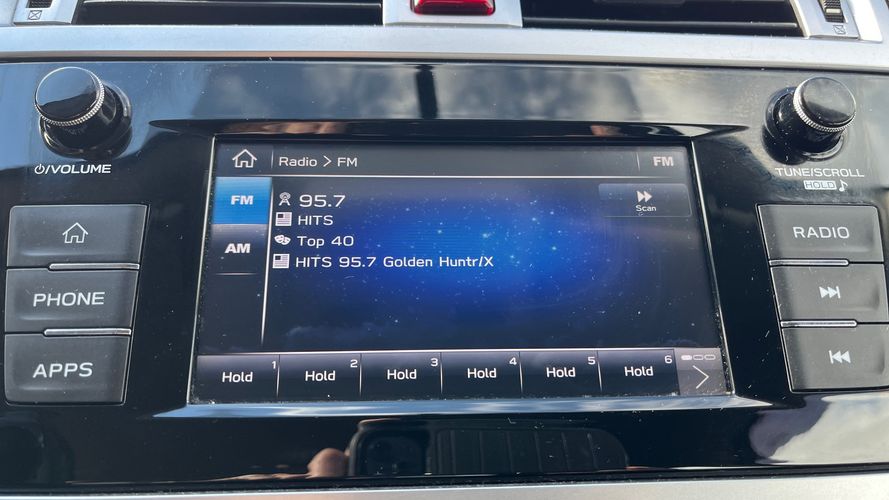 Radio > FM
FM
⏻/VOLUME
TUNE/SCROLL
HOLD ♪
FM
95.7
Scan
HITS
AM
Top 40
HITS 95.7 Golden Huntr/X
RADIO
PHONE
APPS
Hold 1
Hold 2
Hold 3
Hold 4
Hold 5
Hold 6